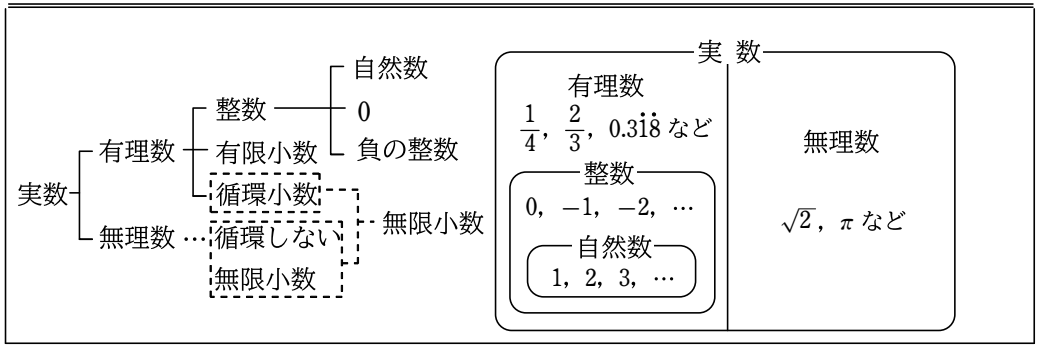 実数
有理数
整数
自然数
0
負の整数
有限小数
循環小数
無理数 … 循環しない
無限小数
無限小数
実 数
有理数
1/4, 2/3, 0.31̇8̇ など
整数
0, −1, −2, …
自然数
1, 2, 3, …
無理数
√2, π など